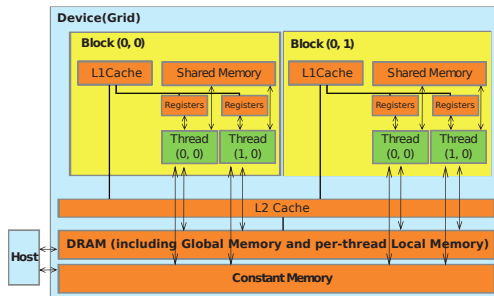 Device(Grid)
Block (0, 0)
Block (0, 1)
L1Cache
Shared Memory
L1Cache
Shared Memory
Registers
Registers
Registers
Registers
Thread
(0, 0)
Thread
(1, 0)
Thread
(0, 0)
Thread
(1, 0)
L2 Cache
DRAM (including Global Memory and per-thread Local Memory)
Host
Constant Memory